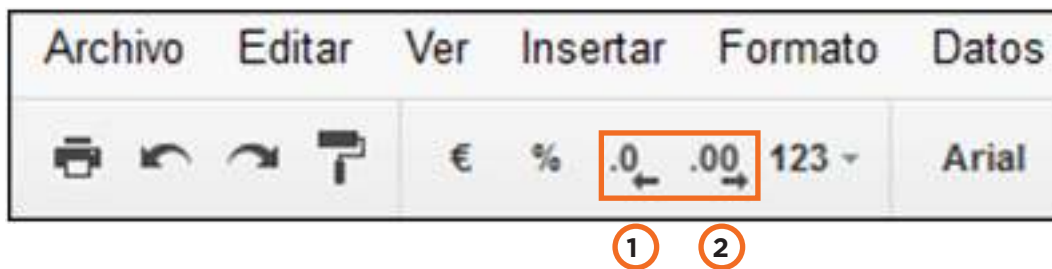 Archivo Editar Ver Insertar Formato Datos
€ % .0 .00 123 Arial
1 2